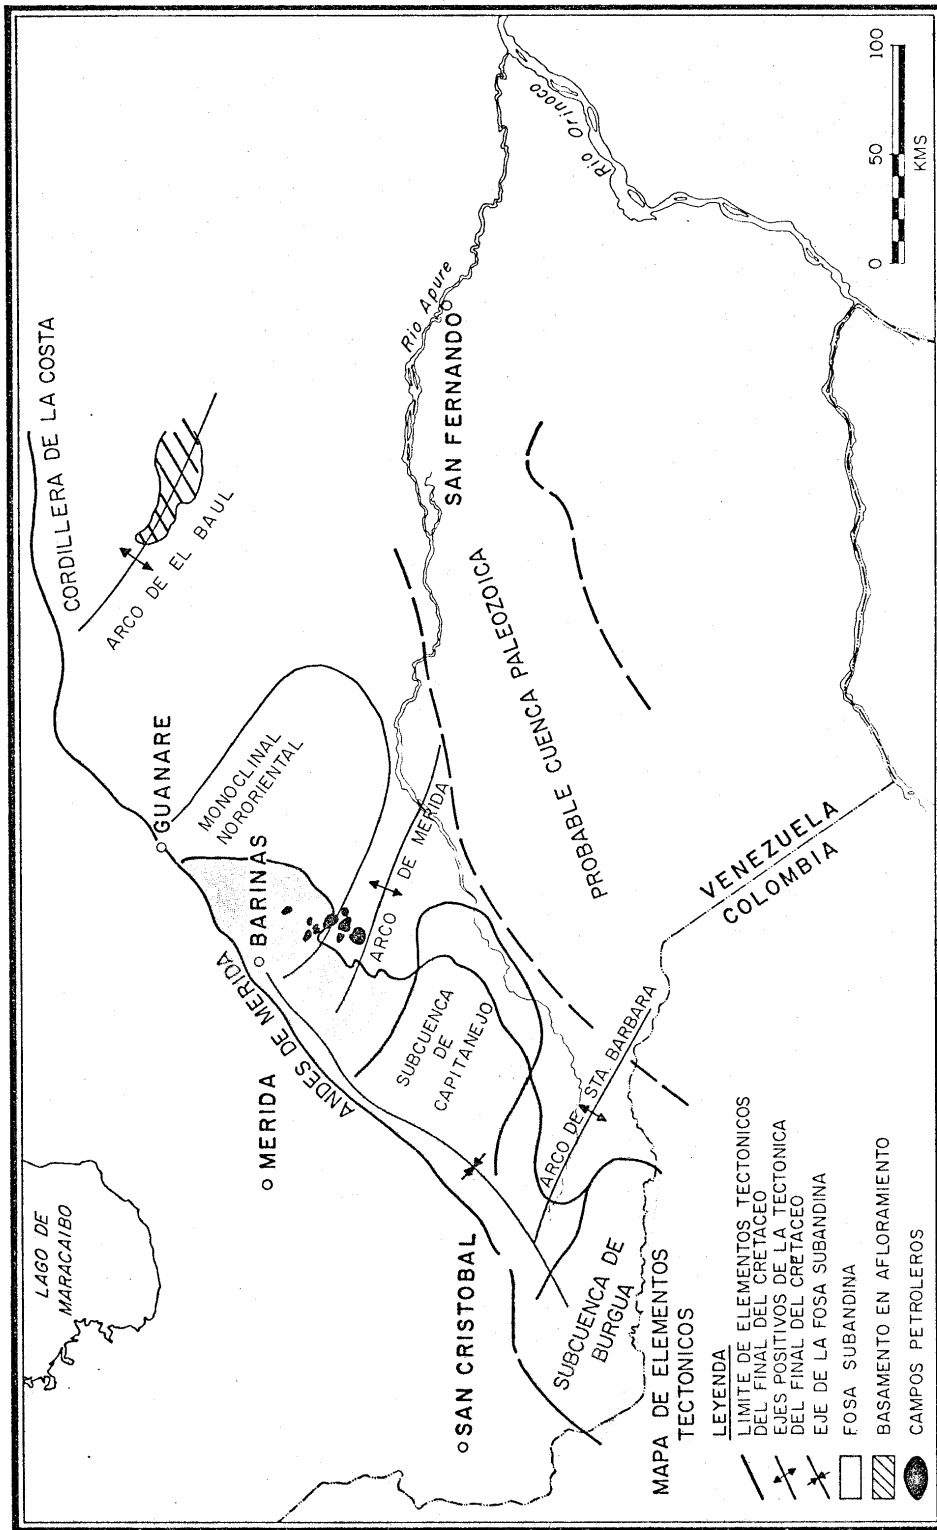 LAGO DE
MARACAIBO
CORDILLERA DE LA COSTA
ARCO DE EL BAUL
GUANARE
MONOCLINAL
NORORIENTAL
BARINAS
ANDES DE MERIDA
MERIDA
ARCO DE MERIDA
SUBCUENCA
DE
CAPITANEJO
Rio Apure
SAN FERNANDO
Rio Orinoco
PROBABLE CUENCA PALEOZOICA
SAN CRISTOBAL
ARCO DE STA. BARBARA
SUBCUENCA DE
BURGUA
VENEZUELA
COLOMBIA
MAPA DE ELEMENTOS
TECTONICOS
LEYENDA
LIMITE DE ELEMENTOS TECTONICOS
DEL FINAL DEL CRETACEO
EJES POSITIVOS DE LA TECTONICA
DEL FINAL DEL CRETACEO
EJE DE LA FOSA SUBANDINA
FOSA SUBANDINA
BASAMENTO EN AFLORAMIENTO
CAMPOS PETROLEROS
0 50 100
KMS